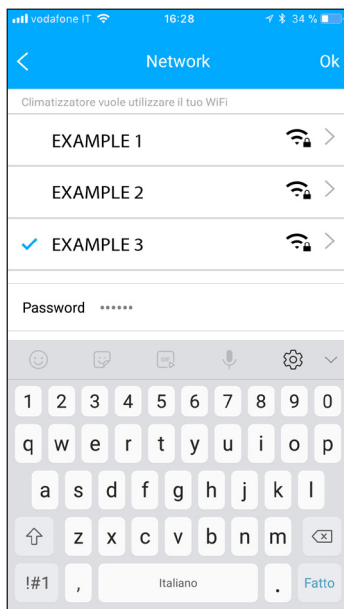 vodafone IT 16:28 34 %
Network Ok
Climatizzatore vuole utilizzare il tuo WiFi
EXAMPLE 1
EXAMPLE 2
EXAMPLE 3
Password ••••••
GIF
1 2 3 4 5 6 7 8 9 0
q w e r t y u i o p
a s d f g h j k l
z x c v b n m
!#1 , Italiano . Fatto